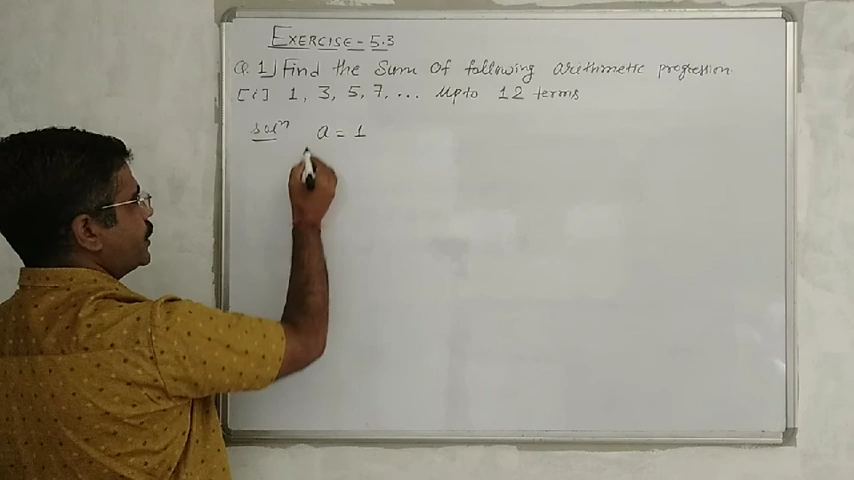 EXERCISE - 5.3
Q. 1] Find the Sum of following arithmetic progression.
[i] 1, 3, 5, 7, ... upto 12 terms
solⁿ a = 1